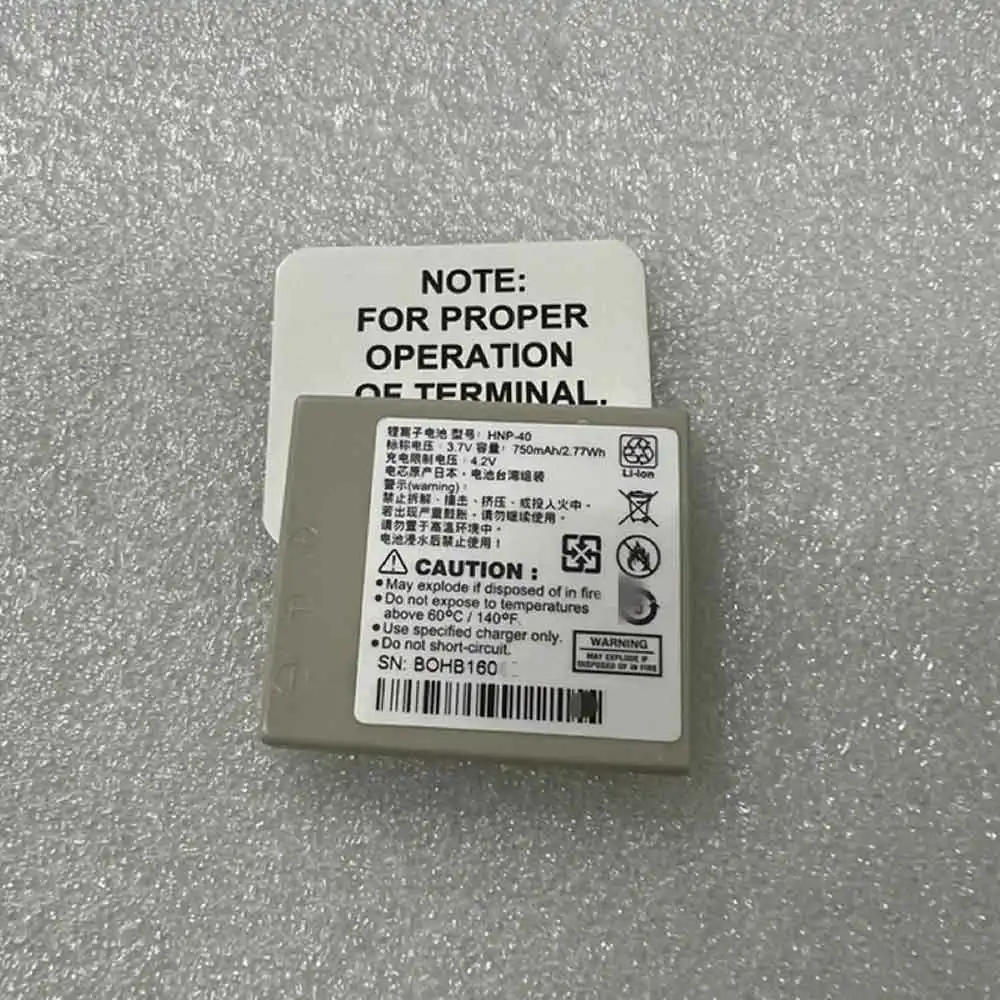 NOTE:
FOR PROPER
OPERATION
OF TERMINAL.
锂离子电池 型号: HNP-40
标称电压：3.7V 容量：750mAh/2.77Wh
充电限制电压：4.2V
电芯原产日本，电池台湾组装
警示(warning)：
禁止拆解、撞击、挤压、或投入火中。
若出现严重鼓胀，请勿继续使用。
请勿置于高温环境中。
电池浸水后禁止使用！
Li-ion
CAUTION :
• May explode if disposed of in fire
• Do not expose to temperatures
above 60ºC / 140ºF.
• Use specified charger only.
• Do not short-circuit.
WARNING
MAY EXPLODE IF
DISPOSED OF IN FIRE
SN: BOHB160